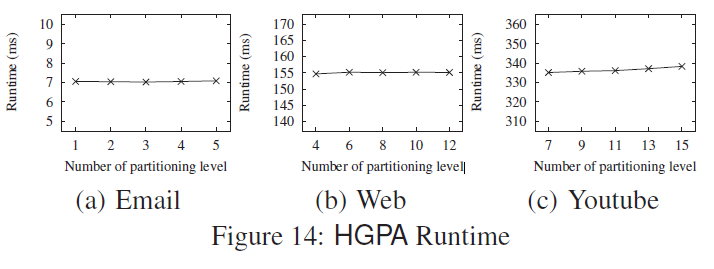 Runtime (ms)
10
9
8
7
6
5
1 2 3 4 5
Number of partitioning level
(a) Email
Runtime (ms)
170
165
160
155
150
145
140
4 6 8 10 12
Number of partitioning level
(b) Web
Runtime (ms)
360
350
340
330
320
310
7 9 11 13 15
Number of partitioning level
(c) Youtube
Figure 14: HGPA Runtime